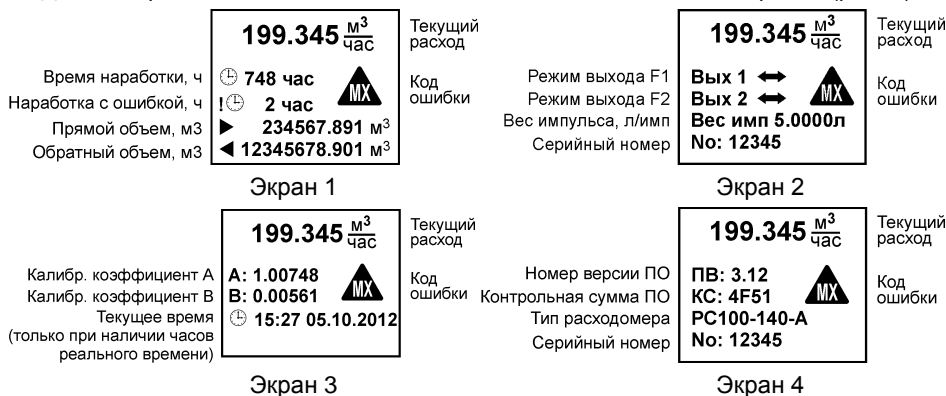 199.345 м³/час
Текущий расход
Время наработки, ч
748 час
MX
Код ошибки
Наработка с ошибкой, ч
! 2 час
Прямой объем, м3
▶ 234567.891 м³
Обратный объем, м3
◀ 12345678.901 м³
Экран 1
199.345 м³/час
Текущий расход
Режим выхода F1
Вых 1 ⬌
MX
Код ошибки
Режим выхода F2
Вых 2 ⬌
Вес импульса, л/имп
Вес имп 5.0000л
Серийный номер
No: 12345
Экран 2
199.345 м³/час
Текущий расход
Калибр. коэффициент А
A: 1.00748
MX
Код ошибки
Калибр. коэффициент В
B: 0.00561
Текущее время
(только при наличии часов
реального времени)
15:27 05.10.2012
Экран 3
199.345 м³/час
Текущий расход
Номер версии ПО
ПВ: 3.12
MX
Код ошибки
Контрольная сумма ПО
КС: 4F51
Тип расходомера
РС100-140-А
Серийный номер
No: 12345
Экран 4